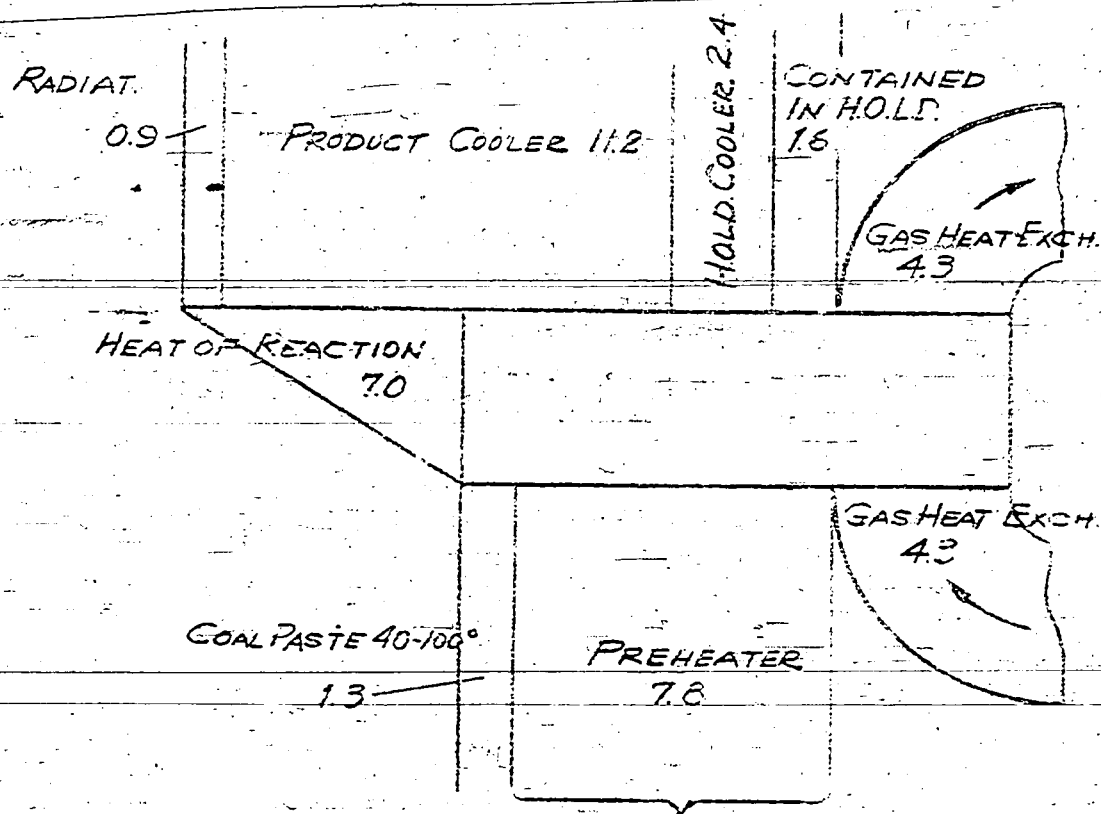 RADIAT.
0.9
PRODUCT COOLER 11.2
H.O.L.D. COOLER. 2.4
CONTAINED
IN H.O.L.D.
1.6
GAS HEAT EXCH.
4.3
HEAT OF REACTION
7.0
GAS HEAT EXCH.
4.3
COAL PASTE 40-100°
1.3
PREHEATER
7.8